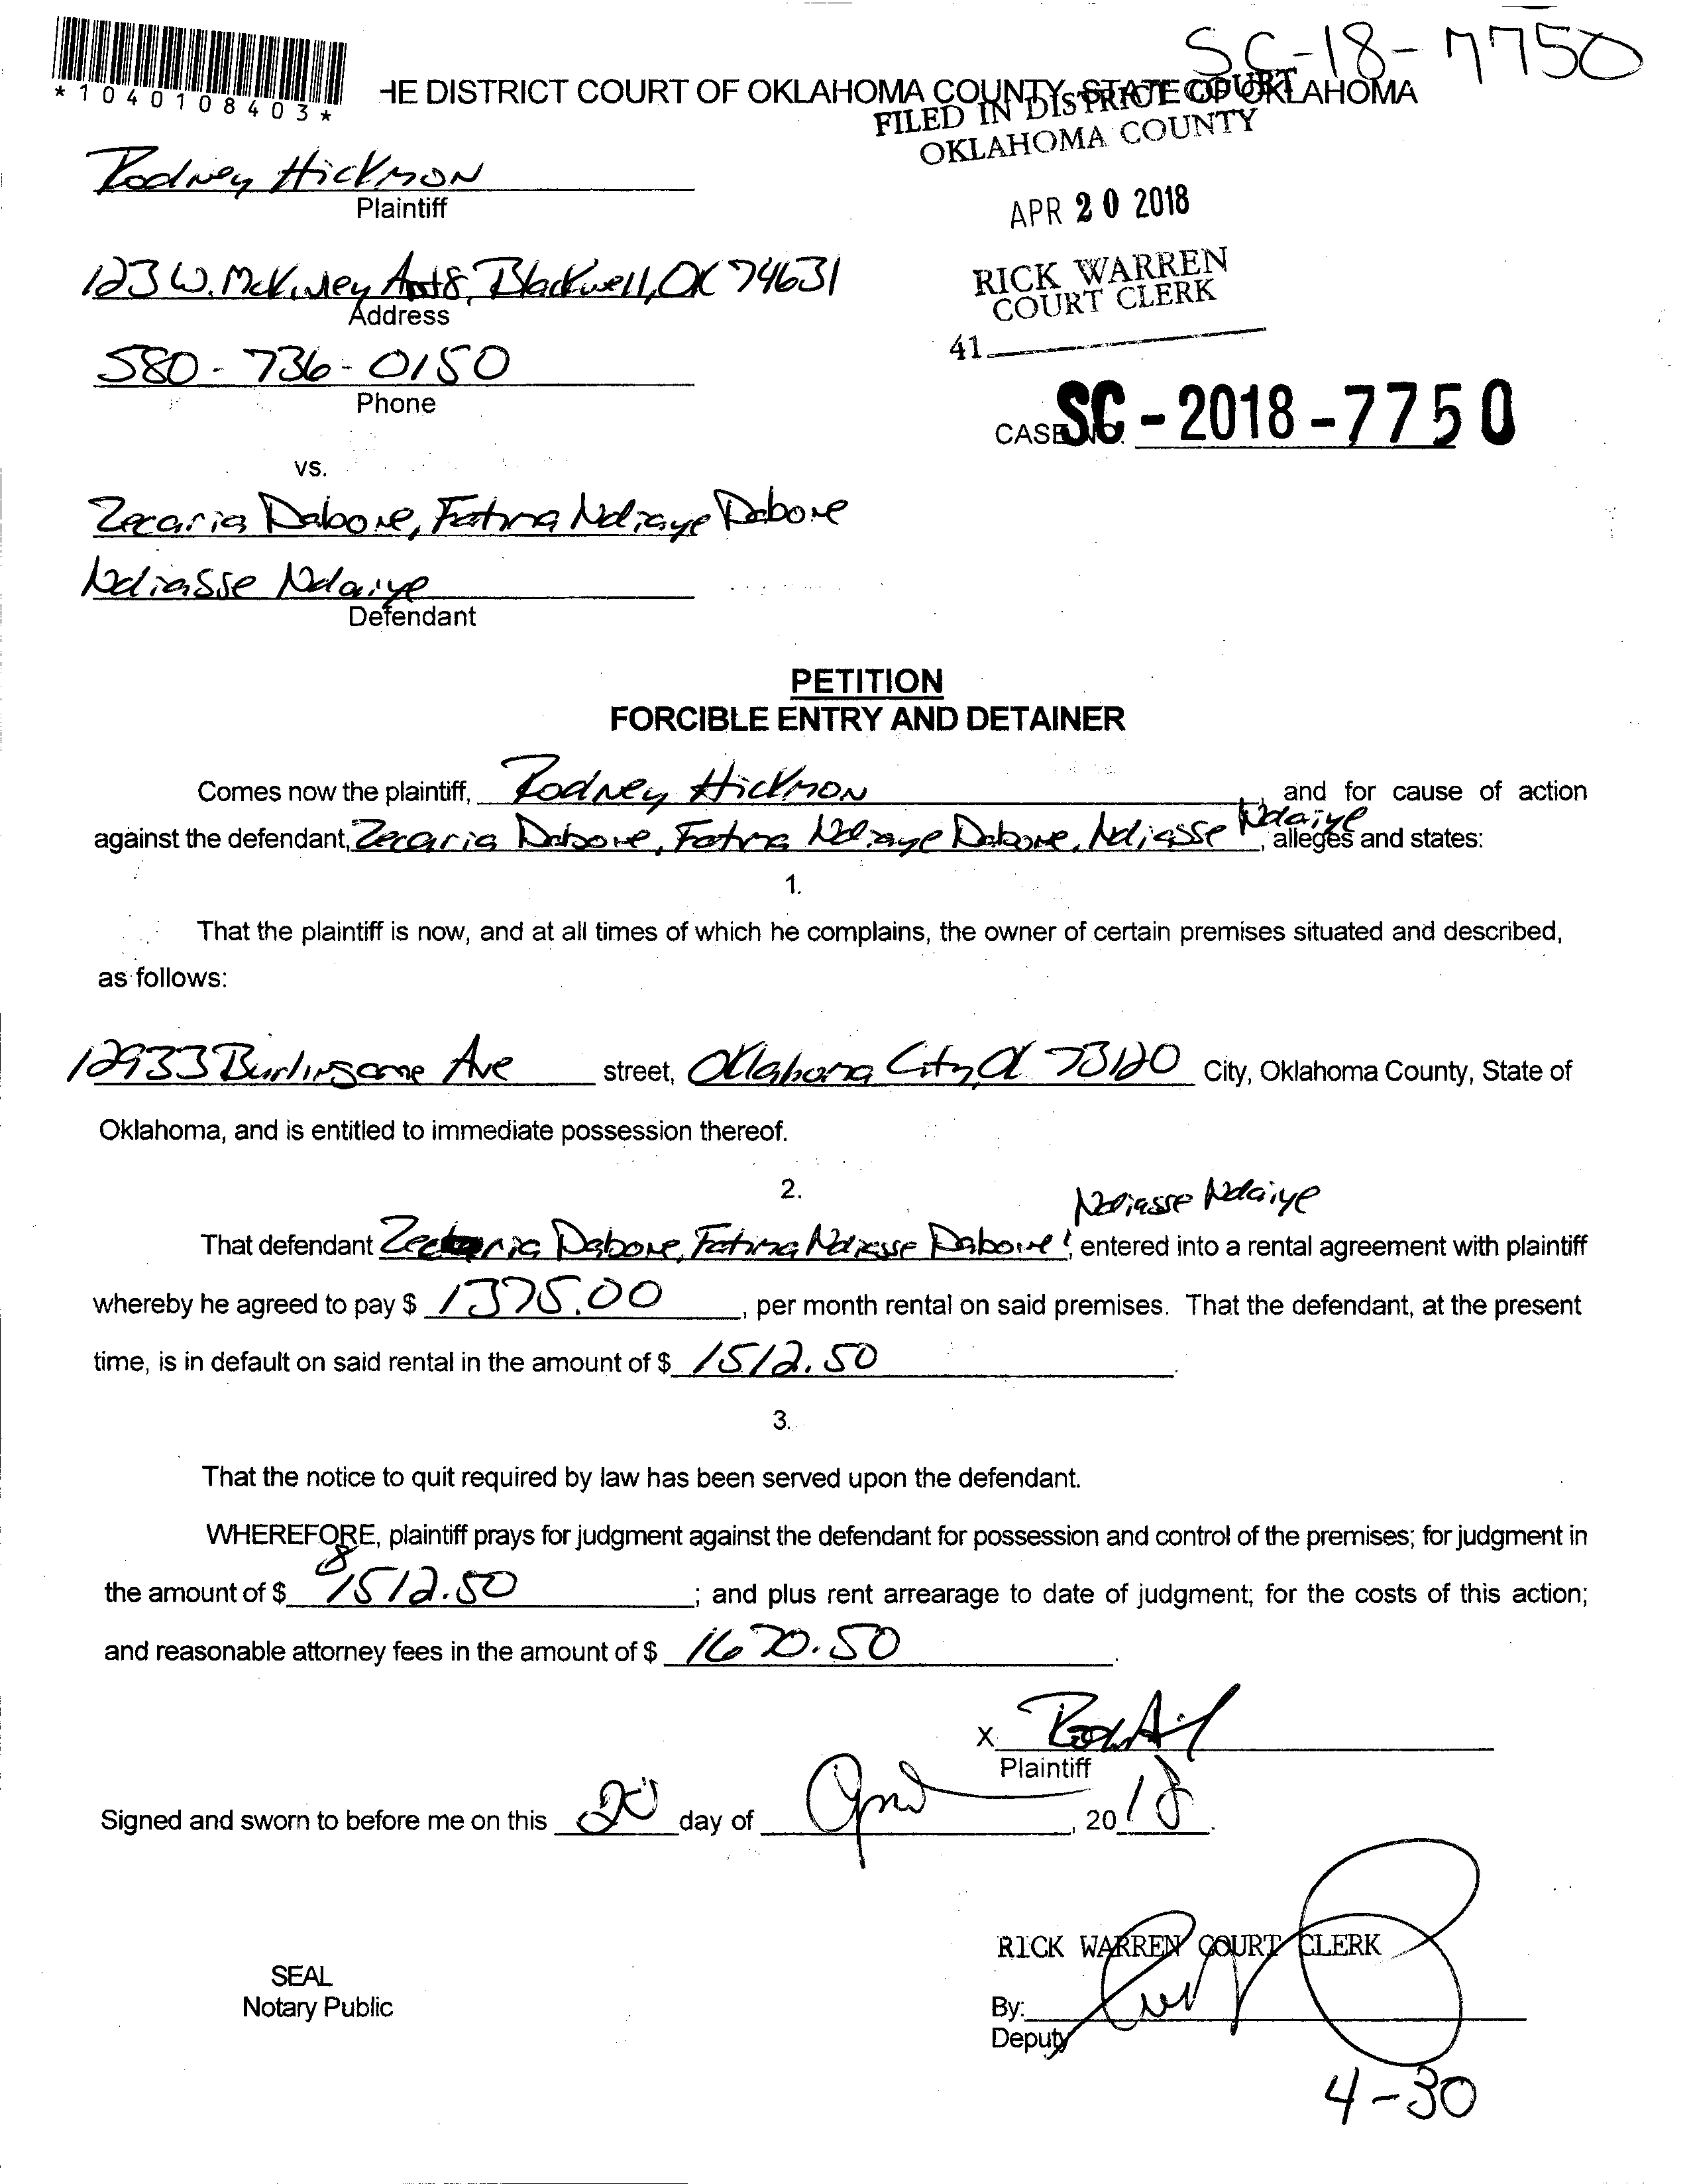 SC-18-7750
*1040108403*
HE DISTRICT COURT OF OKLAHOMA COUNTY, STATE OF OKLAHOMA
FILED IN DISTRICT COURT
OKLAHOMA COUNTY
Rodney Hickmon
Plaintiff
APR 20 2018
123 W. McKinley Apt 8, Blackwell, OK 74631
Address
RICK WARREN
COURT CLERK
41
580-736-0150
Phone
CASE NO. SC-2018-7750
vs.
Zecaria Dabone, Fatima Ndiaye Dabone
Ndiasse Ndaiye
Defendant
PETITION
FORCIBLE ENTRY AND DETAINER
Comes now the plaintiff, Rodney Hickmon, and for cause of action
against the defendant, Zecaria Dabone, Fatima Ndiaye Dabone, Ndiasse Ndaiye, alleges and states:
1.
That the plaintiff is now, and at all times of which he complains, the owner of certain premises situated and described,
as follows:
12933 Burlingame Ave street, Oklahoma City, Ok 73120 City, Oklahoma County, State of
Oklahoma, and is entitled to immediate possession thereof.
2.
Ndiasse Ndaiye
That defendant Zecaria Dabone, Fatima Ndiasse Dabone, entered into a rental agreement with plaintiff
whereby he agreed to pay $ 1375.00, per month rental on said premises. That the defendant, at the present
time, is in default on said rental in the amount of $ 1512.50.
3.
That the notice to quit required by law has been served upon the defendant.
WHEREFORE, plaintiff prays for judgment against the defendant for possession and control of the premises; for judgment in
the amount of $ 1512.50; and plus rent arrearage to date of judgment; for the costs of this action;
and reasonable attorney fees in the amount of $ 1670.50.
X
Plaintiff
Signed and sworn to before me on this 20 day of April, 2018.
RICK WARREN COURT CLERK
SEAL
Notary Public
By:
Deputy
4-30